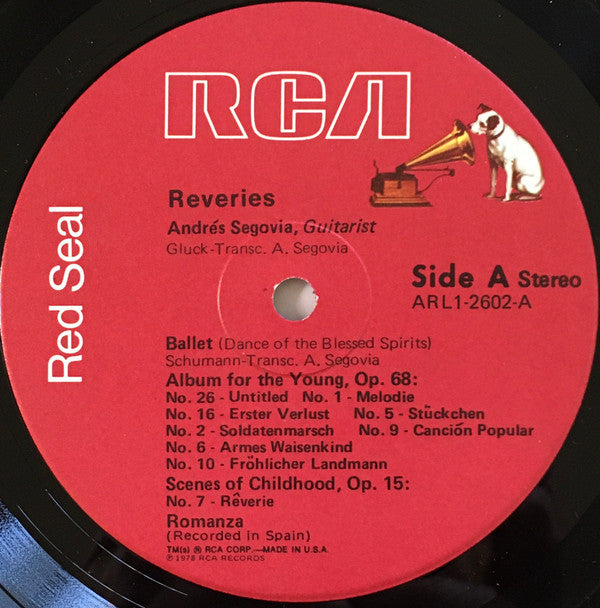 RCA
Red Seal
Reveries
Andrés Segovia, Guitarist
Gluck-Transc. A. Segovia
Side A Stereo
ARL1-2602-A
Ballet (Dance of the Blessed Spirits)
Schumann-Transc. A. Segovia
Album for the Young, Op. 68:
No. 26 - Untitled No. 1 - Melodie
No. 16 - Erster Verlust No. 5 - Stückchen
No. 2 - Soldatenmarsch No. 9 - Canción Popular
No. 6 - Armes Waisenkind
No. 10 - Fröhlicher Landmann
Scenes of Childhood, Op. 15:
No. 7 - Rêverie
Romanza
(Recorded in Spain)
TM(s) ® RCA CORP.—MADE IN U.S.A.
℗ 1978 RCA RECORDS